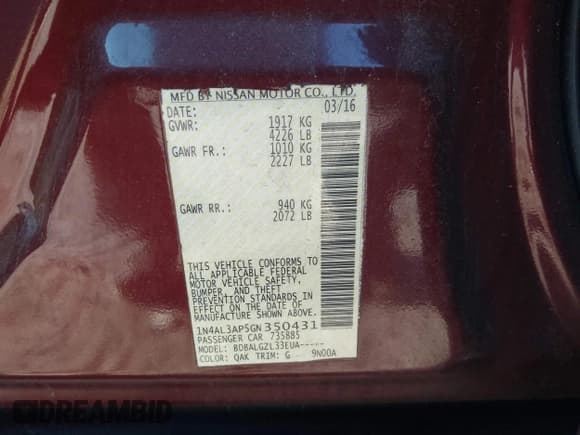 MFD BY NISSAN MOTOR CO., LTD.
DATE: 03/16
GVWR: 1917 KG
4226 LB
GAWR FR.: 1010 KG
2227 LB
GAWR RR.: 940 KG
2072 LB
THIS VEHICLE CONFORMS TO
ALL APPLICABLE FEDERAL
MOTOR VEHICLE SAFETY,
BUMPER, AND THEFT
PREVENTION STANDARDS IN
EFFECT ON THE DATE OF
MANUFACTURE SHOWN ABOVE.
1N4AL3AP5GN350431
PASSENGER CAR 735885
MODEL: BDBALGZL33EUA-----
COLOR: QAK TRIM: G 9N00A
DREAMBID